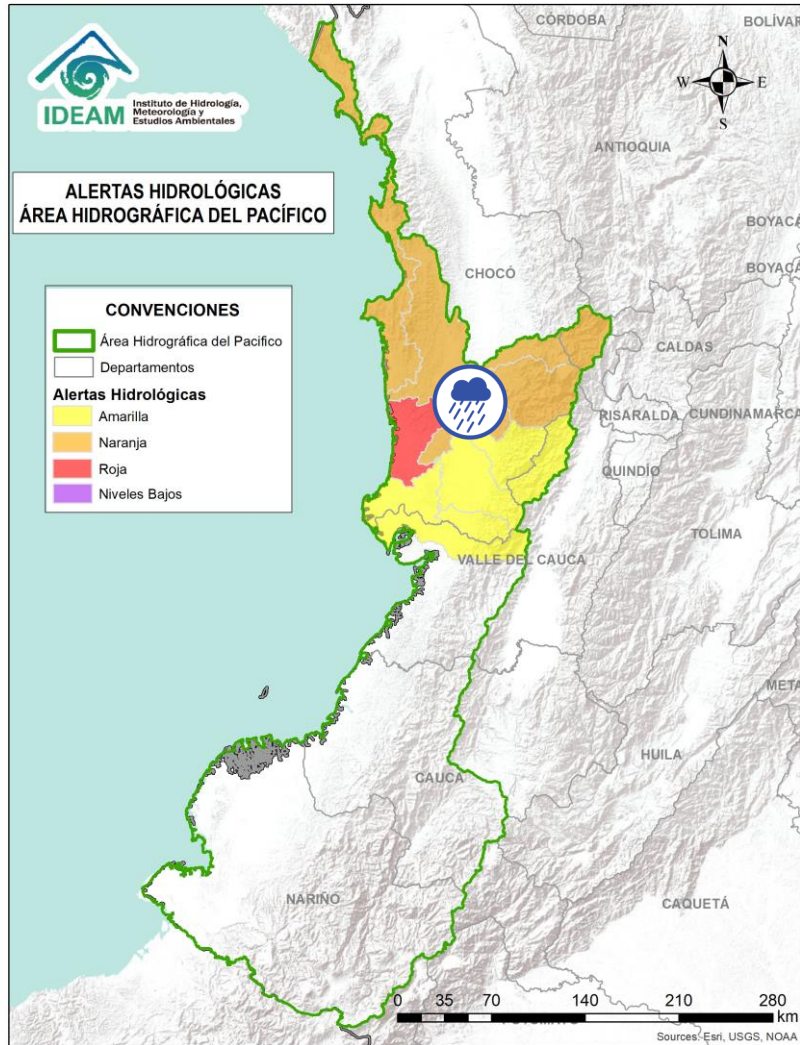 CÓRDOBA
BOLÍVAR
IDEAM
Instituto de Hidrología,
Meteorología y
Estudios Ambientales
N
W
E
S
ANTIOQUIA
ALERTAS HIDROLÓGICAS
ÁREA HIDROGRÁFICA DEL PACÍFICO
BOYACÁ
CHOCÓ
BOYACÁ
CONVENCIONES
Área Hidrográfica del Pacifico
Departamentos
Alertas Hidrológicas
Amarilla
Naranja
Roja
Niveles Bajos
CALDAS
RISARALDA
CUNDINAMARCA
QUINDÍO
TOLIMA
VALLE DEL CAUCA
META
HUILA
CAUCA
NARIÑO
CAQUETÁ
0 35 70 140 210 280
km
Sources: Esri, USGS, NOAA